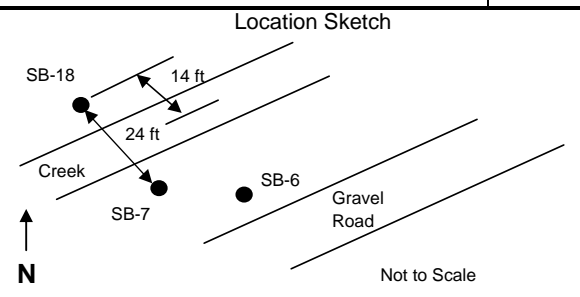 Location Sketch
SB-18
14 ft
24 ft
Creek
SB-6
SB-7
Gravel
Road
N
Not to Scale